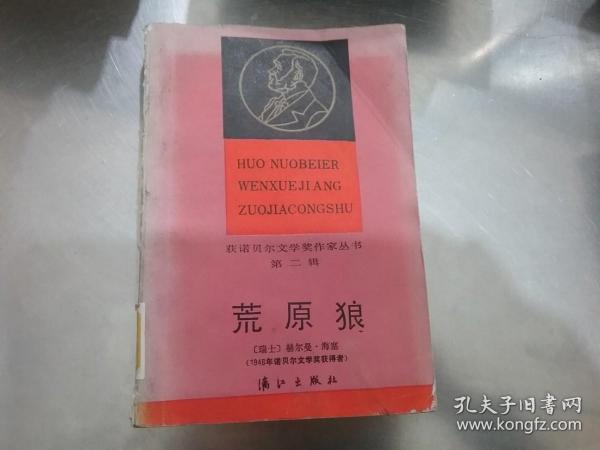 HUO NUOBEIER
WENXUEJIANG
ZUOJIACONGSHU
获诺贝尔文学奖作家丛书
第二辑
荒原狼
〔瑞士〕赫尔曼·海塞
(1946年诺贝尔文学奖获得者)
漓江出版社
孔夫子旧書网
www.kongfz.com